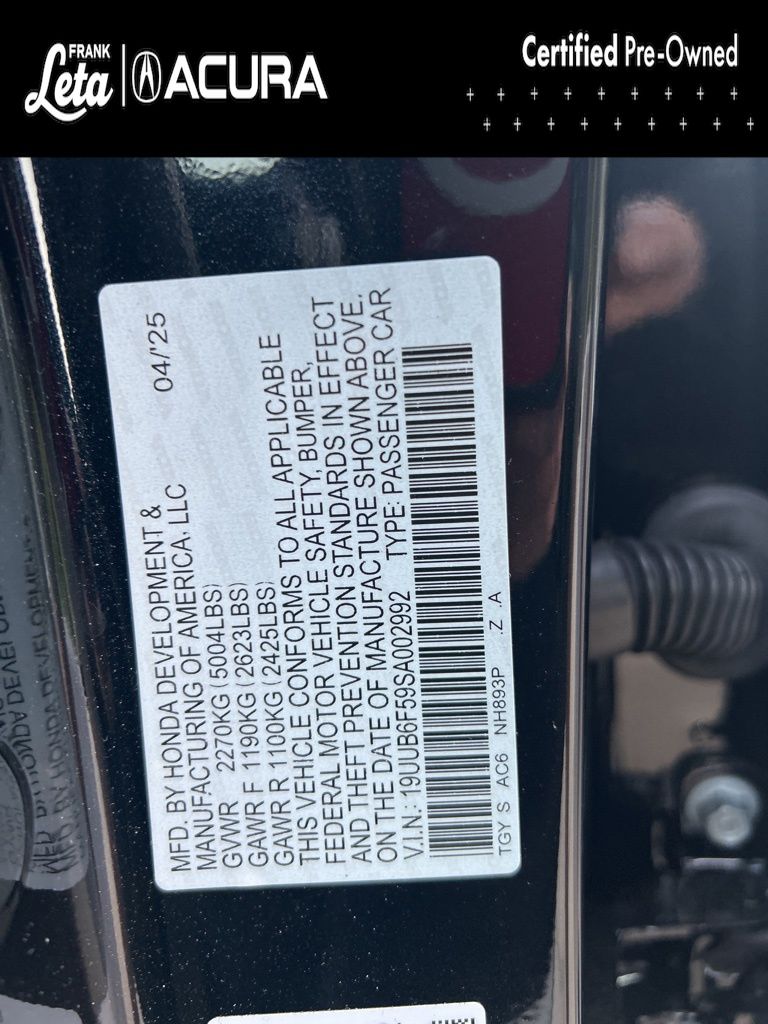 FRANK
Leta
ACURA
Certified Pre-Owned
MFD. BY HONDA DEVELOPMENT &
MANUFACTURING OF AMERICA, LLC 04/'25
GVWR 2270KG (5004LBS)
GAWR F 1190KG (2623LBS)
GAWR R 1100KG (2425LBS)
THIS VEHICLE CONFORMS TO ALL APPLICABLE
FEDERAL MOTOR VEHICLE SAFETY, BUMPER,
AND THEFT PREVENTION STANDARDS IN EFFECT
ON THE DATE OF MANUFACTURE SHOWN ABOVE.
V.I.N.: 19UUB6F59SA002992 TYPE: PASSENGER CAR
TGY S AC6 NH893P .Z .A